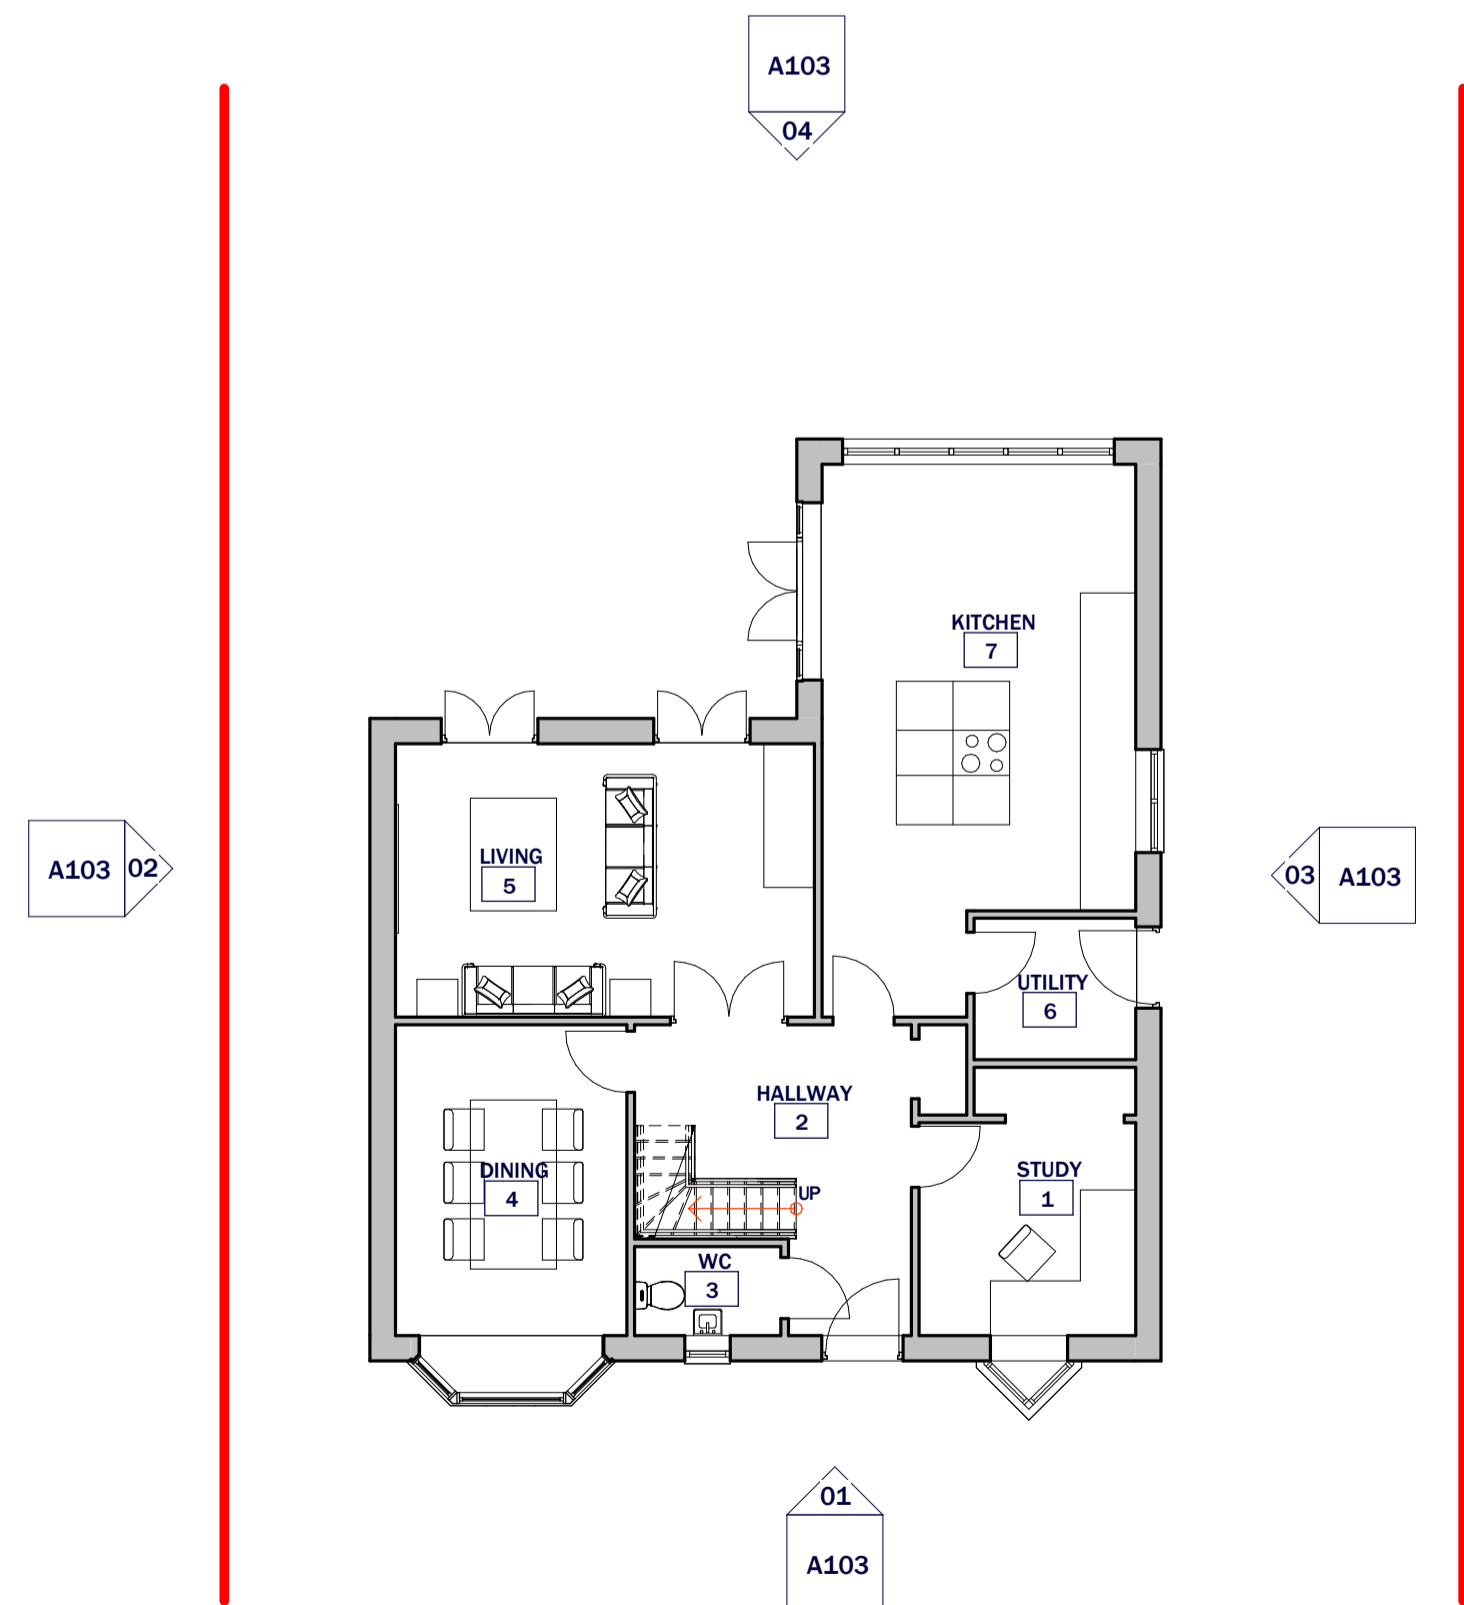 A103
04
KITCHEN
7
LIVING
5
A103 02
03 A103
UTILITY
6
HALLWAY
2
DINING
4
STUDY
1
UP
WC
3
01
A103